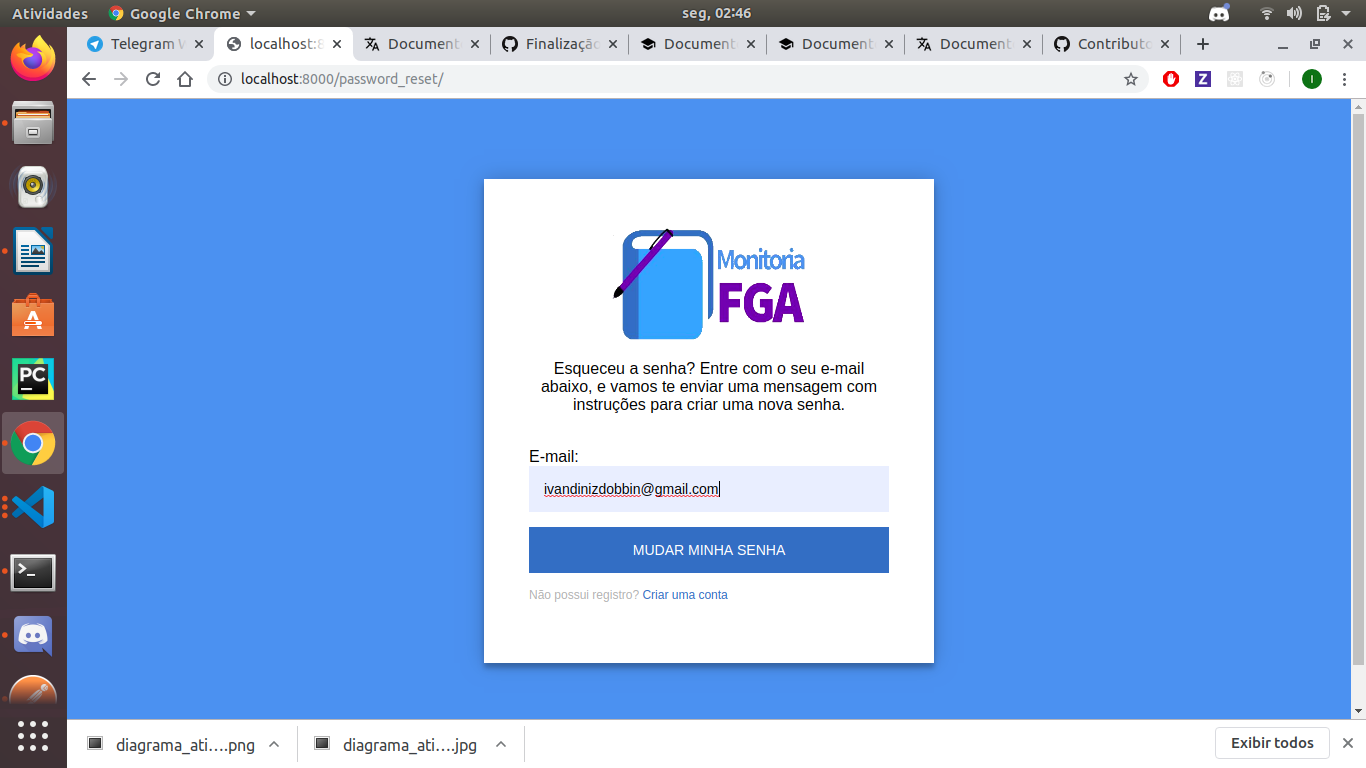 Atividades
Google Chrome
seg, 02:46
Telegram W
localhost:8
Document
Finalização
Document
Document
Document
Contributo
localhost:8000/password_reset/
Z
I
Monitoria
FGA
Esqueceu a senha? Entre com o seu e-mail
abaixo, e vamos te enviar uma mensagem com
instruções para criar uma nova senha.
E-mail:
ivandinizdobbin@gmail.com
MUDAR MINHA SENHA
Não possui registro? Criar uma conta
PC
diagrama_ati....png
diagrama_ati....jpg
Exibir todos